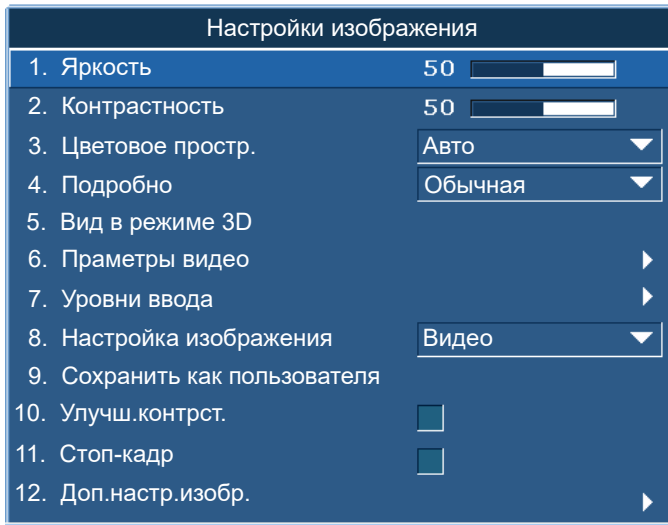 Настройки изображения
1. Яркость 50
2. Контрастность 50
3. Цветовое простр. Авто
4. Подробно Обычная
5. Вид в режиме 3D
6. Праметры видео
7. Уровни ввода
8. Настройка изображения Видео
9. Сохранить как пользователя
10. Улучш.контрст.
11. Стоп-кадр
12. Доп.настр.изобр.